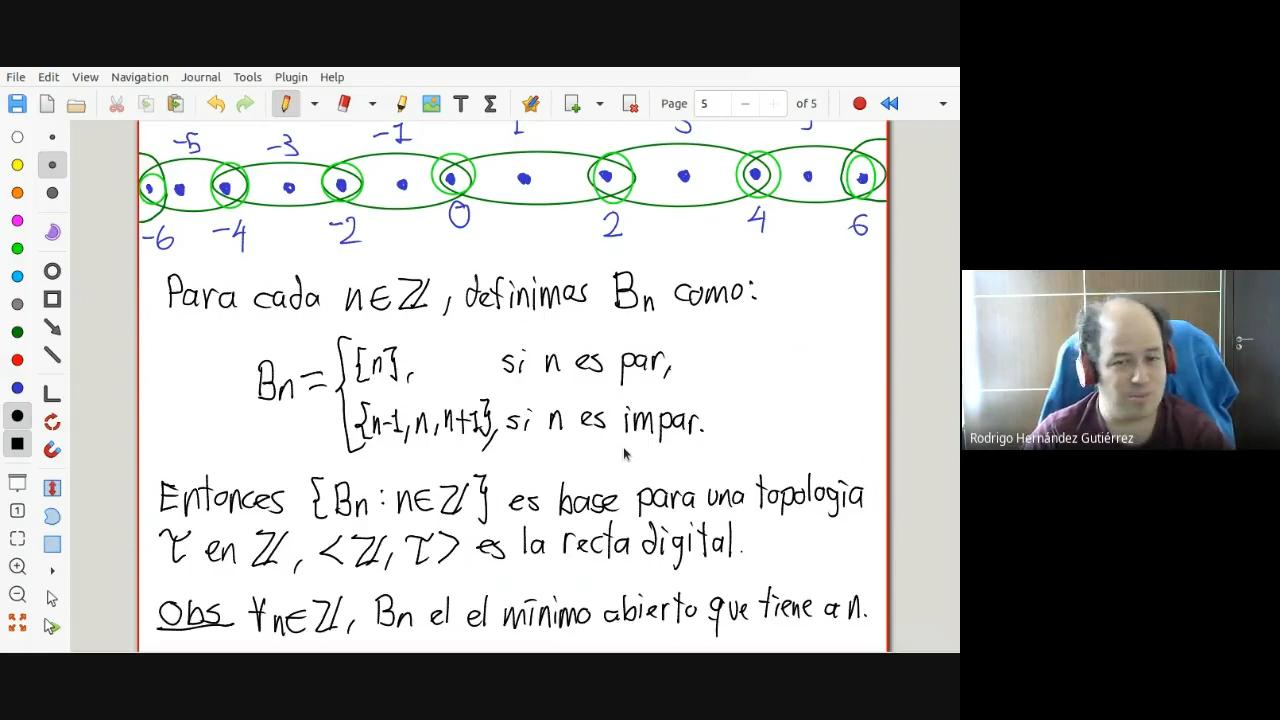 File Edit View Navigation Journal Tools Plugin Help
Page 5 of 5
-5 -3 -1 1
-6 -4 -2 0 2 4 6
Para cada n∈ℤ, definimos Bn como:
Bn = { {n}, si n es par,
{n-1, n, n+1}, si n es impar.
Entonces {Bn : n∈ℤ} es base para una topología
τ en ℤ, <ℤ, τ> es la recta digital.
Obs ∀n∈ℤ, Bn el el mínimo abierto que tiene a n.
Rodrigo Hernández Gutiérrez